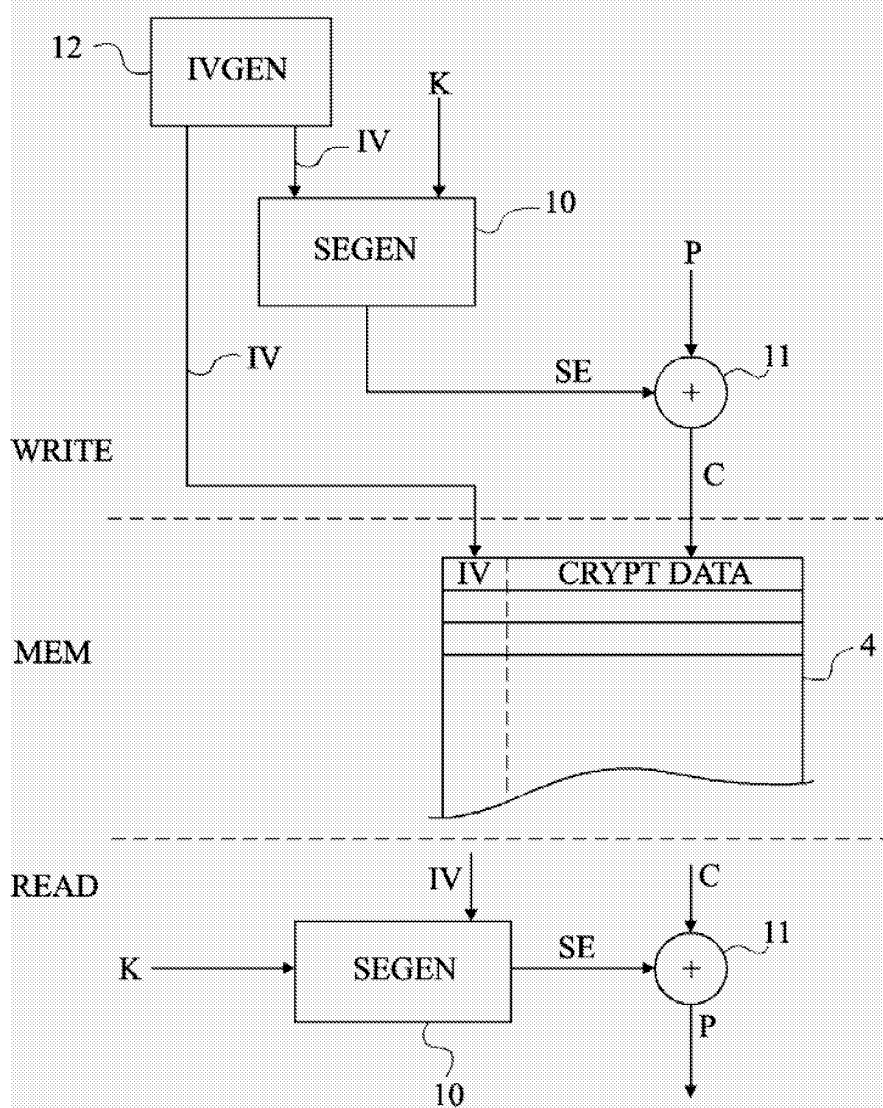 12
IVGEN
K
IV
10
SEGEN
P
IV
SE
11
+
WRITE
C
IV CRYPT DATA
MEM
4
READ
IV
C
11
K
SEGEN
SE
+
P
10